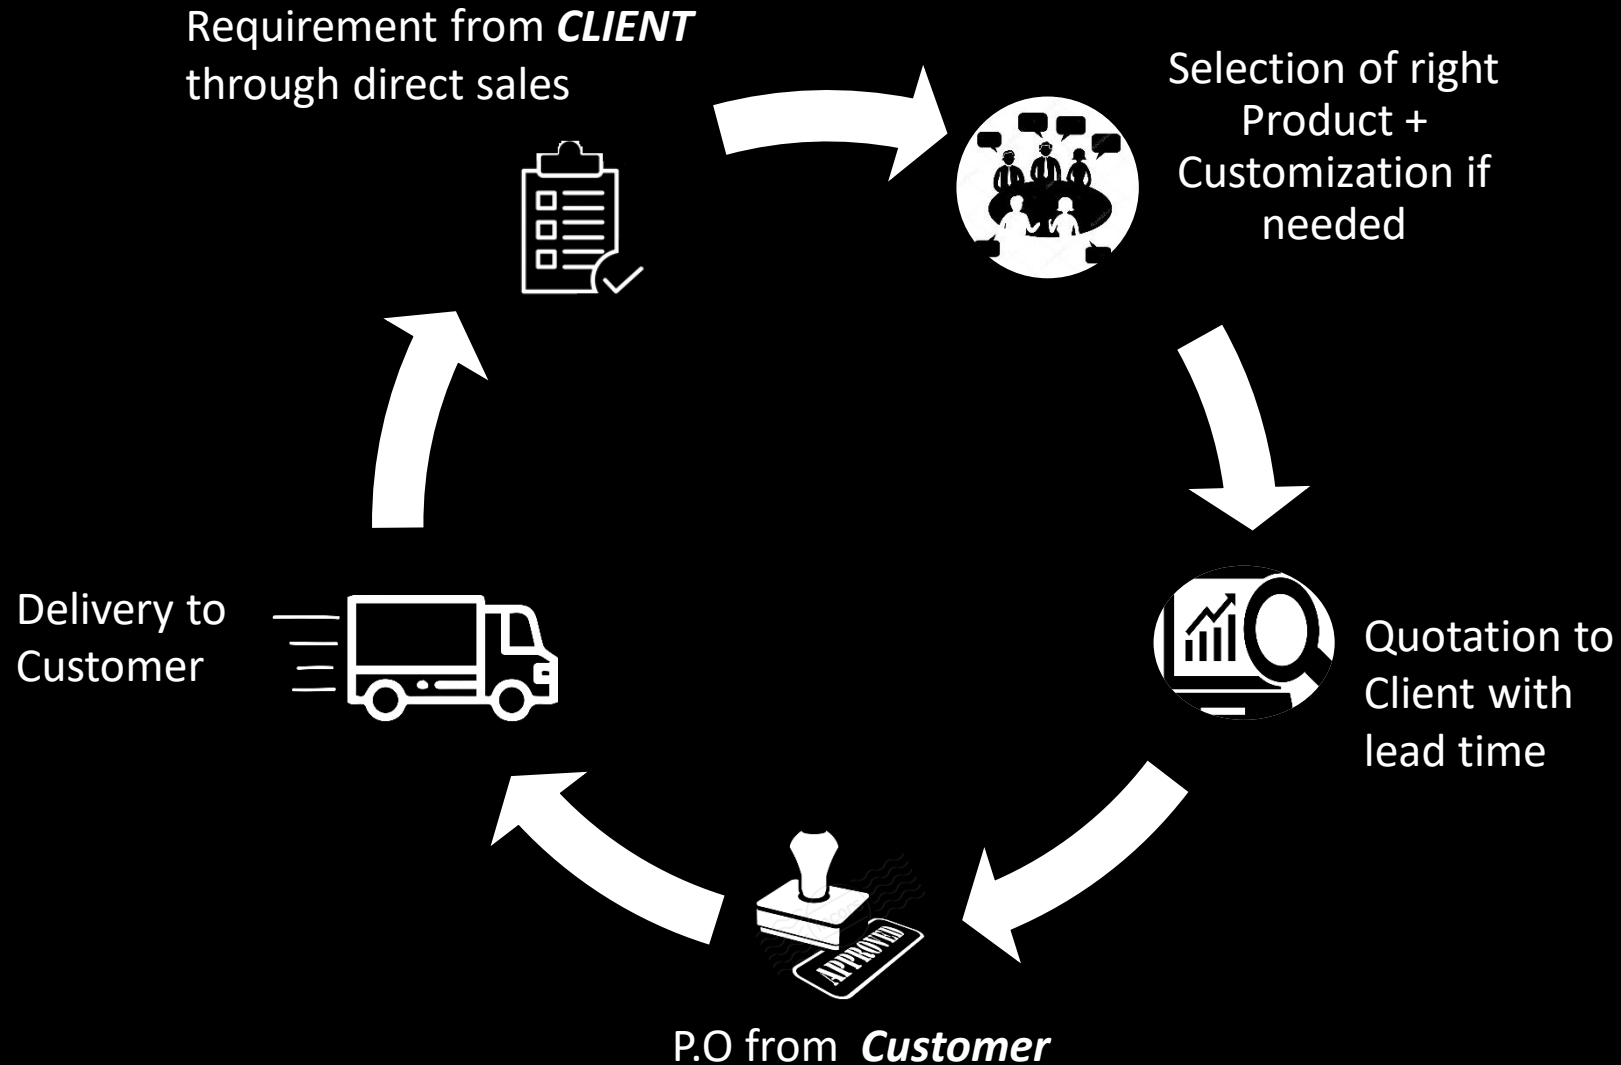 Requirement from CLIENT
through direct sales
Selection of right
Product +
Customization if
needed
Quotation to
Client with
lead time
APPROVED
P.O from Customer
Delivery to
Customer